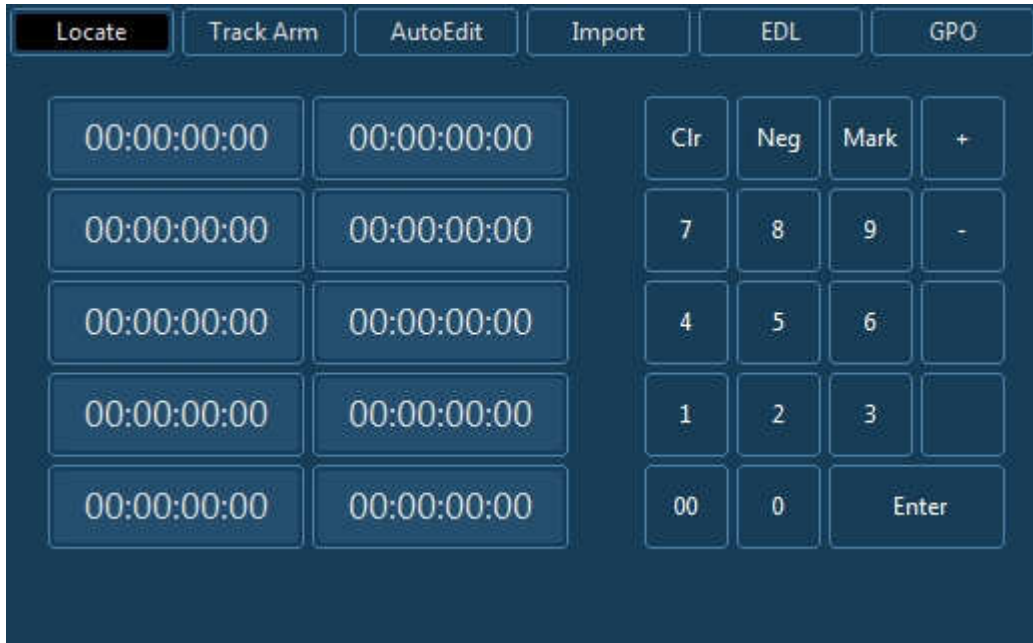 Locate Track Arm AutoEdit Import EDL GPO
00:00:00:00 00:00:00:00 Clr Neg Mark +
00:00:00:00 00:00:00:00 7 8 9 -
00:00:00:00 00:00:00:00 4 5 6
00:00:00:00 00:00:00:00 1 2 3
00:00:00:00 00:00:00:00 00 0 Enter